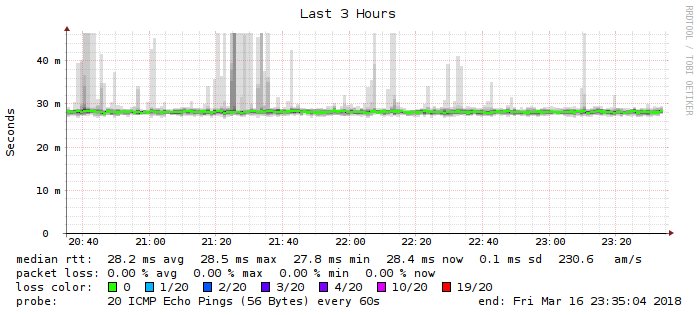 Last 3 Hours
RRDTOOL / TOBI OETIKER
Seconds
40 m
30 m
20 m
10 m
0
20:40 21:00 21:20 21:40 22:00 22:20 22:40 23:00 23:20
median rtt: 28.2 ms avg 28.5 ms max 27.8 ms min 28.4 ms now 0.1 ms sd 230.6 am/s
packet loss: 0.00 % avg 0.00 % max 0.00 % min 0.00 % now
loss color: 0 1/20 2/20 3/20 4/20 10/20 19/20
probe: 20 ICMP Echo Pings (56 Bytes) every 60s end: Fri Mar 16 23:35:04 2018